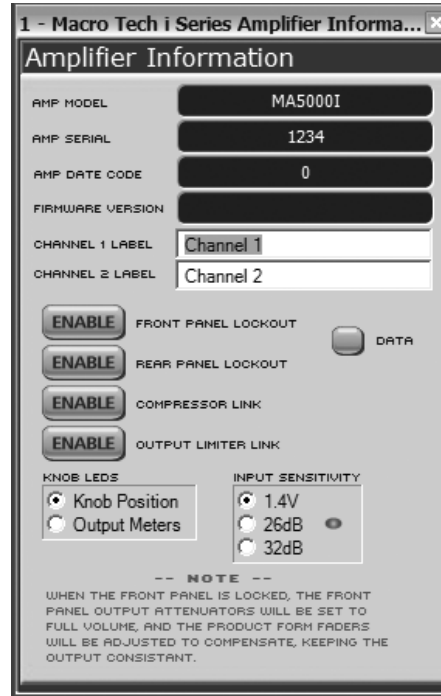 1 - Macro Tech i Series Amplifier Informa...
Amplifier Information
AMP MODEL MA5000I
AMP SERIAL 1234
AMP DATE CODE 0
FIRMWARE VERSION
CHANNEL 1 LABEL Channel 1
CHANNEL 2 LABEL Channel 2
ENABLE FRONT PANEL LOCKOUT
DATA
ENABLE REAR PANEL LOCKOUT
ENABLE COMPRESSOR LINK
ENABLE OUTPUT LIMITER LINK
KNOB LEDS
Knob Position
Output Meters
INPUT SENSITIVITY
1.4V
26dB
32dB
-- NOTE --
WHEN THE FRONT PANEL IS LOCKED, THE FRONT
PANEL OUTPUT ATTENUATORS WILL BE SET TO
FULL VOLUME, AND THE PRODUCT FORM FADERS
WILL BE ADJUSTED TO COMPENSATE, KEEPING THE
OUTPUT CONSISTANT.